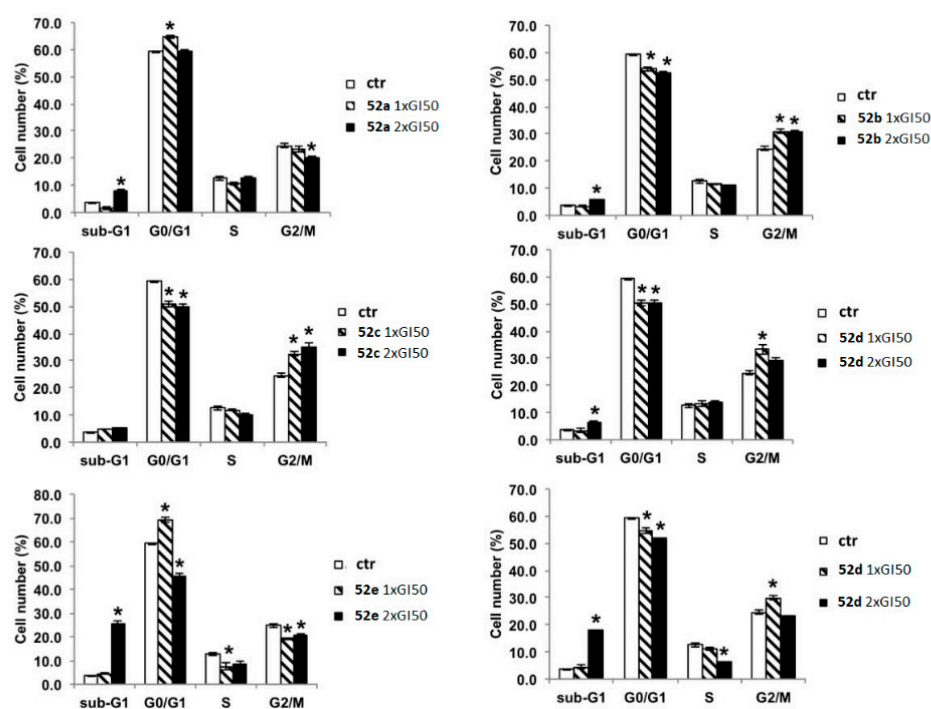 Cell number (%)
70.0
60.0
50.0
40.0
30.0
20.0
10.0
0.0
*
*
*
sub-G1 G0/G1 S G2/M
ctr
52a 1xGI50
52a 2xGI50
Cell number (%)
70.0
60.0
50.0
40.0
30.0
20.0
10.0
0.0
*
* *
* *
sub-G1 G0/G1 S G2/M
ctr
52b 1xGI50
52b 2xGI50
Cell number (%)
70.0
60.0
50.0
40.0
30.0
20.0
10.0
0.0
* *
* *
sub-G1 G0/G1 S G2/M
ctr
52c 1xGI50
52c 2xGI50
Cell number (%)
70.0
60.0
50.0
40.0
30.0
20.0
10.0
0.0
*
* *
*
sub-G1 G0/G1 S G2/M
ctr
52d 1xGI50
52d 2xGI50
Cell number (%)
80.0
70.0
60.0
50.0
40.0
30.0
20.0
10.0
0.0
*
* *
*
* *
sub-G1 G0/G1 S G2/M
ctr
52e 1xGI50
52e 2xGI50
Cell number (%)
70.0
60.0
50.0
40.0
30.0
20.0
10.0
0.0
*
* *
*
*
sub-G1 G0/G1 S G2/M
ctr
52d 1xGI50
52d 2xGI50